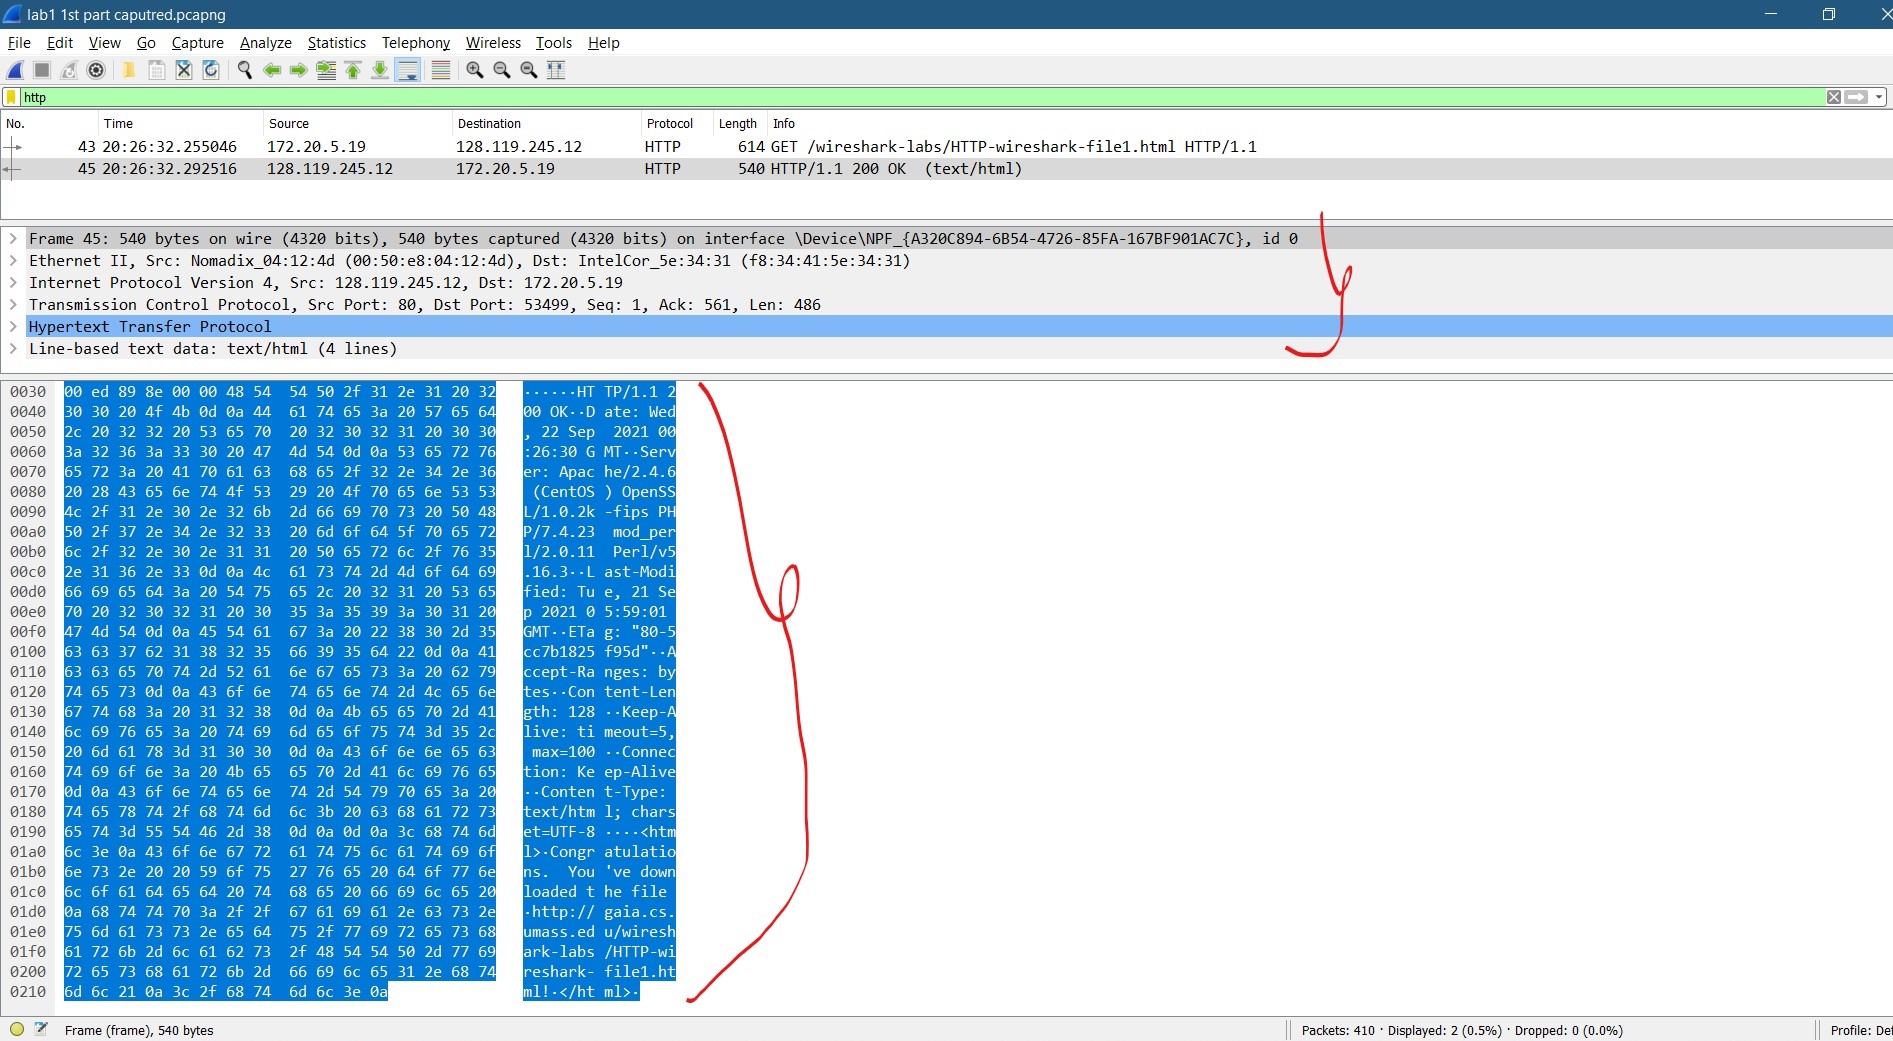 lab1 1st part caputred.pcapng
File Edit View Go Capture Analyze Statistics Telephony Wireless Tools Help
http
No. Time Source Destination Protocol Length Info
43 20:26:32.255046 172.20.5.19 128.119.245.12 HTTP 614 GET /wireshark-labs/HTTP-wireshark-file1.html HTTP/1.1
45 20:26:32.292516 128.119.245.12 172.20.5.19 HTTP 540 HTTP/1.1 200 OK (text/html)
Frame 45: 540 bytes on wire (4320 bits), 540 bytes captured (4320 bits) on interface \Device\NPF_{A320C894-6B54-4726-85FA-167BF901AC7C}, id 0
Ethernet II, Src: Nomadix_04:12:4d (00:50:e8:04:12:4d), Dst: IntelCor_5e:34:31 (f8:34:41:5e:34:31)
Internet Protocol Version 4, Src: 128.119.245.12, Dst: 172.20.5.19
Transmission Control Protocol, Src Port: 80, Dst Port: 53499, Seq: 1, Ack: 561, Len: 486
Hypertext Transfer Protocol
Line-based text data: text/html (4 lines)
0030 00 ed 89 8e 00 00 48 54 54 50 2f 31 2e 31 20 32 ······HT TP/1.1 2
0040 30 30 20 4f 4b 0d 0a 44 61 74 65 3a 20 57 65 64 00 OK··D ate: Wed
0050 2c 20 32 32 20 53 65 70 20 32 30 32 31 20 30 30 , 22 Sep 2021 00
0060 3a 32 36 3a 33 30 20 47 4d 54 0d 0a 53 65 72 76 :26:30 G MT··Serv
0070 65 72 3a 20 41 70 61 63 68 65 2f 32 2e 34 2e 36 er: Apac he/2.4.6
0080 20 28 43 65 6e 74 4f 53 29 20 4f 70 65 6e 53 53 (CentOS ) OpenSS
0090 4c 2f 31 2e 30 2e 32 6b 2d 66 69 70 73 20 50 48 L/1.0.2k -fips PH
00a0 50 2f 37 2e 34 2e 32 33 20 6d 6f 64 5f 70 65 72 P/7.4.23 mod_per
00b0 6c 2f 32 2e 30 2e 31 31 20 50 65 72 6c 2f 76 35 l/2.0.11 Perl/v5
00c0 2e 31 36 2e 33 0d 0a 4c 61 73 74 2d 4d 6f 64 69 .16.3··L ast-Modi
00d0 66 69 65 64 3a 20 54 75 65 2c 20 32 31 20 53 65 fied: Tu e, 21 Se
00e0 70 20 32 30 32 31 20 30 35 3a 35 39 3a 30 31 20 p 2021 0 5:59:01
00f0 47 4d 54 0d 0a 45 54 61 67 3a 20 22 38 30 2d 35 GMT··ETa g: "80-5
0100 63 63 37 62 31 38 32 35 66 39 35 64 22 0d 0a 41 cc7b1825 f95d"··A
0110 63 63 65 70 74 2d 52 61 6e 67 65 73 3a 20 62 79 ccept-Ra nges: by
0120 74 65 73 0d 0a 43 6f 6e 74 65 6e 74 2d 4c 65 6e tes··Con tent-Len
0130 67 74 68 3a 20 31 32 38 0d 0a 4b 65 65 70 2d 41 gth: 128 ··Keep-A
0140 6c 69 76 65 3a 20 74 69 6d 65 6f 75 74 3d 35 2c live: ti meout=5,
0150 20 6d 61 78 3d 31 30 30 0d 0a 43 6f 6e 6e 65 63 max=100 ··Connec
0160 74 69 6f 6e 3a 20 4b 65 65 70 2d 41 6c 69 76 65 tion: Ke ep-Alive
0170 0d 0a 43 6f 6e 74 65 6e 74 2d 54 79 70 65 3a 20 ··Conten t-Type:
0180 74 65 78 74 2f 68 74 6d 6c 3b 20 63 68 61 72 73 text/htm l; chars
0190 65 74 3d 55 54 46 2d 38 0d 0a 0d 0a 3c 68 74 6d et=UTF-8 ····<htm
01a0 6c 3e 0a 43 6f 6e 67 72 61 74 75 6c 61 74 69 6f l>·Congr atulatio
01b0 6e 73 2e 20 20 59 6f 75 27 76 65 20 64 6f 77 6e ns. You 've down
01c0 6c 6f 61 64 65 64 20 74 68 65 20 66 69 6c 65 20 loaded t he file
01d0 0a 68 74 74 70 3a 2f 2f 67 61 69 61 2e 63 73 2e ·http:// gaia.cs.
01e0 75 6d 61 73 73 2e 65 64 75 2f 77 69 72 65 73 68 umass.ed u/wiresh
01f0 61 72 6b 2d 6c 61 62 73 2f 48 54 54 50 2d 77 69 ark-labs /HTTP-wi
0200 72 65 73 68 61 72 6b 2d 66 69 6c 65 31 2e 68 74 reshark- file1.ht
0210 6d 6c 21 0a 3c 2f 68 74 6d 6c 3e 0a ml!·</ht ml>·
Frame (frame), 540 bytes Packets: 410 · Displayed: 2 (0.5%) · Dropped: 0 (0.0%) Profile: Def